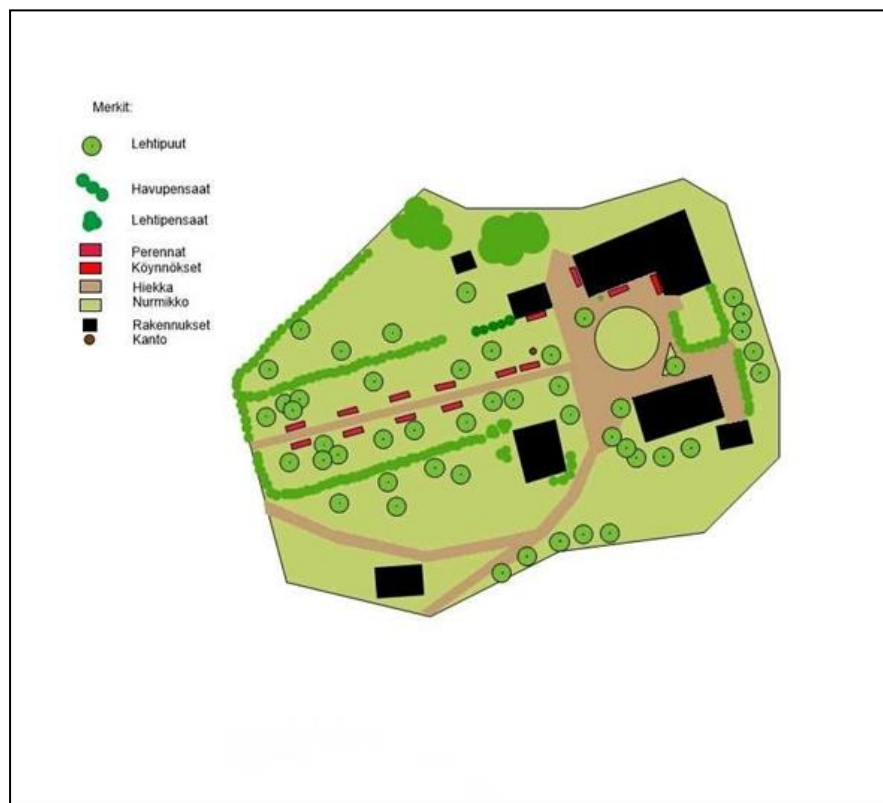 Merkit:
Lehtipuut
Havupensaat
Lehtipensaat
Perennat
Köynnökset
Hiekka
Nurmikko
Rakennukset
Kanto